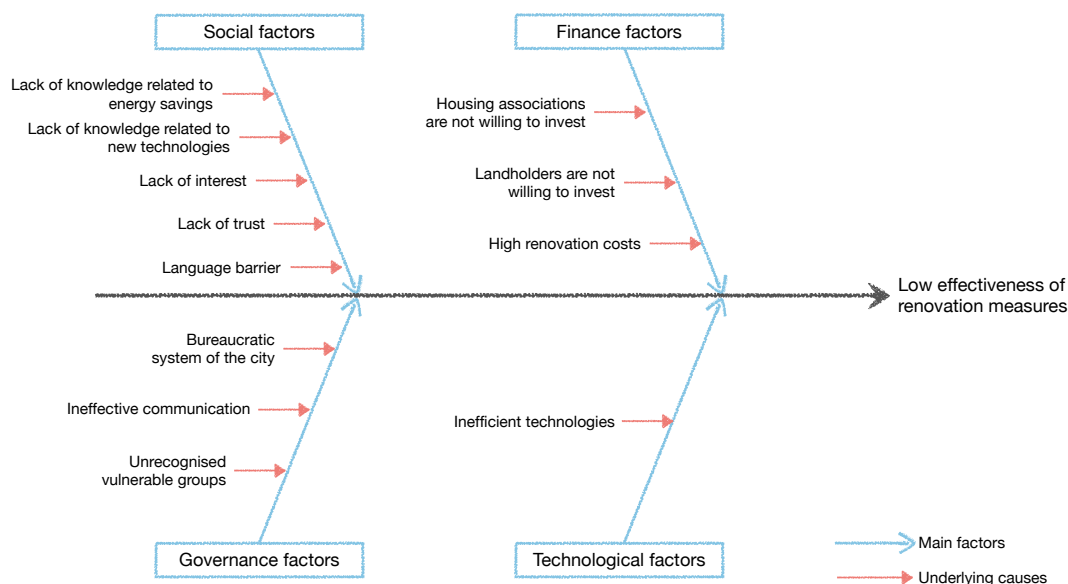 Social factors
Finance factors
Lack of knowledge related to
energy savings
Lack of knowledge related to
new technologies
Lack of interest
Lack of trust
Language barrier
Housing associations
are not willing to invest
Landholders are not
willing to invest
High renovation costs
Low effectiveness of
renovation measures
Bureaucratic
system of the city
Ineffective communication
Unrecognised
vulnerable groups
Inefficient technologies
Governance factors
Technological factors
Main factors
Underlying causes